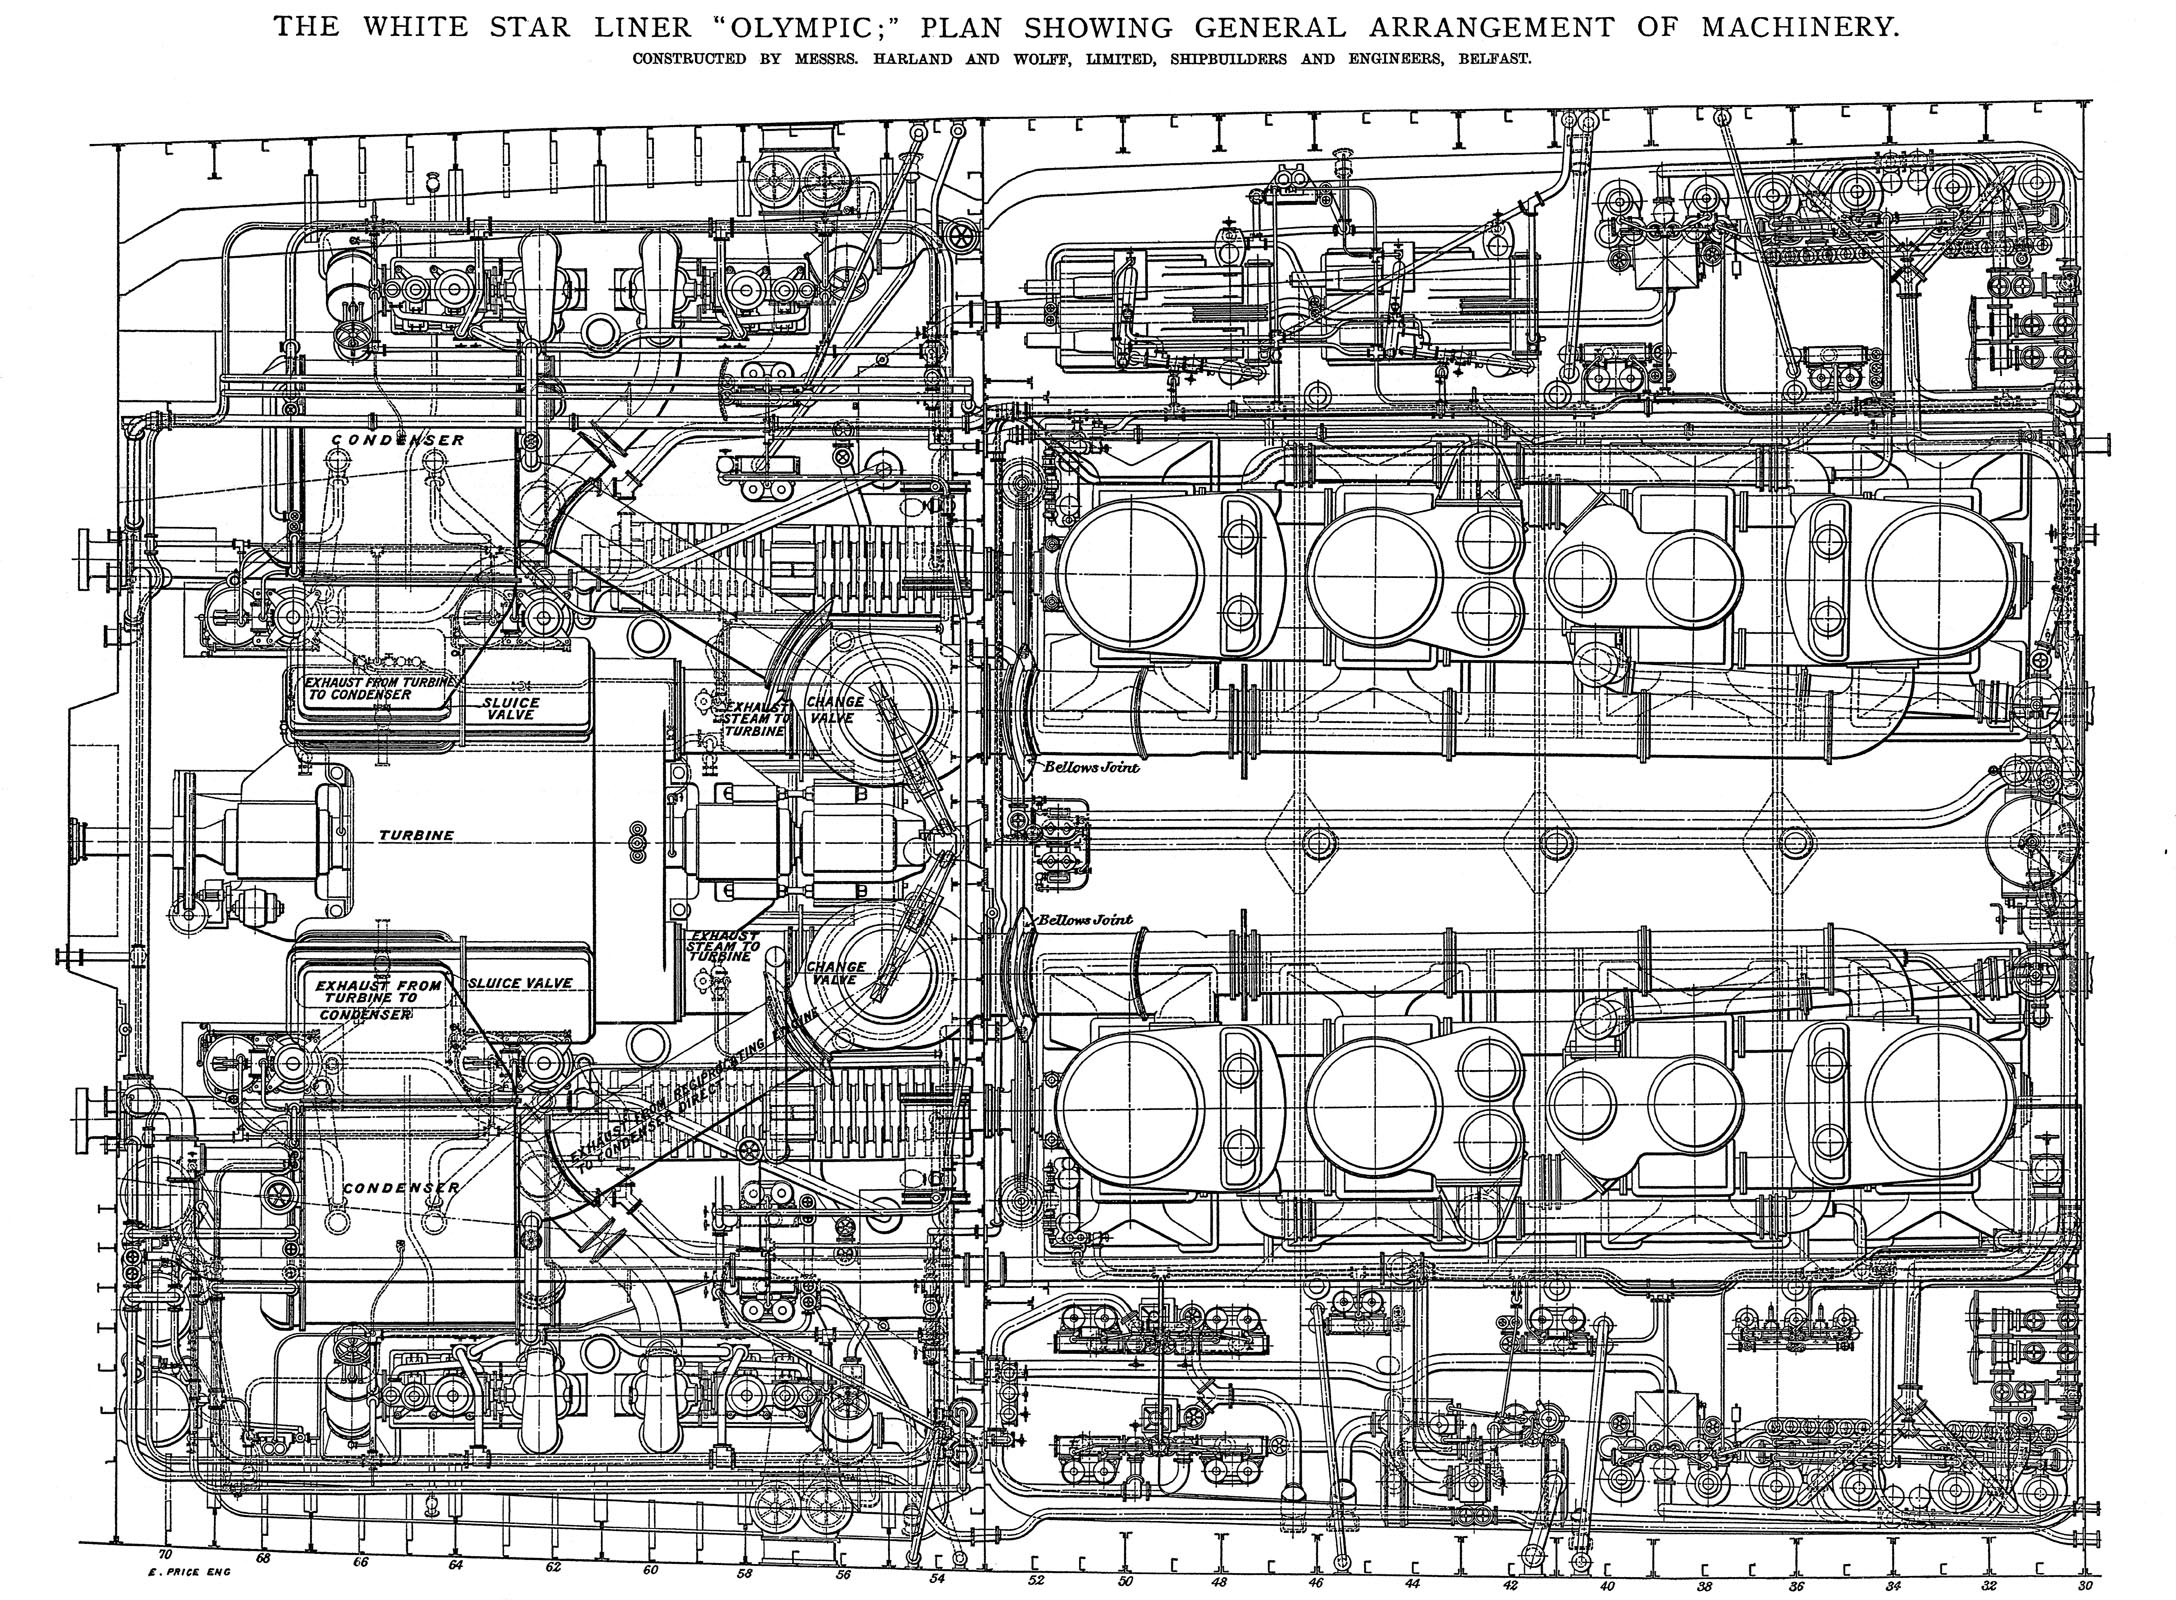 THE WHITE STAR LINER "OLYMPIC;" PLAN SHOWING GENERAL ARRANGEMENT OF MACHINERY.
CONSTRUCTED BY MESSRS. HARLAND AND WOLFF, LIMITED, SHIPBUILDERS AND ENGINEERS, BELFAST.
CONDENSER
EXHAUST FROM TURBINE
TO CONDENSER
SLUICE
VALVE
EXHAUST
STEAM TO
TURBINE
CHANGE
VALVE
Bellows Joint
TURBINE
Bellows Joint
EXHAUST
STEAM TO
TURBINE
CHANGE
VALVE
EXHAUST FROM
TURBINE TO
CONDENSER
SLUICE VALVE
EXHAUST FROM RECIPROCATING ENGINE
TO CONDENSER DIRECT
CONDENSER
70 68 66 64 62 60 58 56 54 52 50 48 46 44 42 40 38 36 34 32 30
E. PRICE ENG